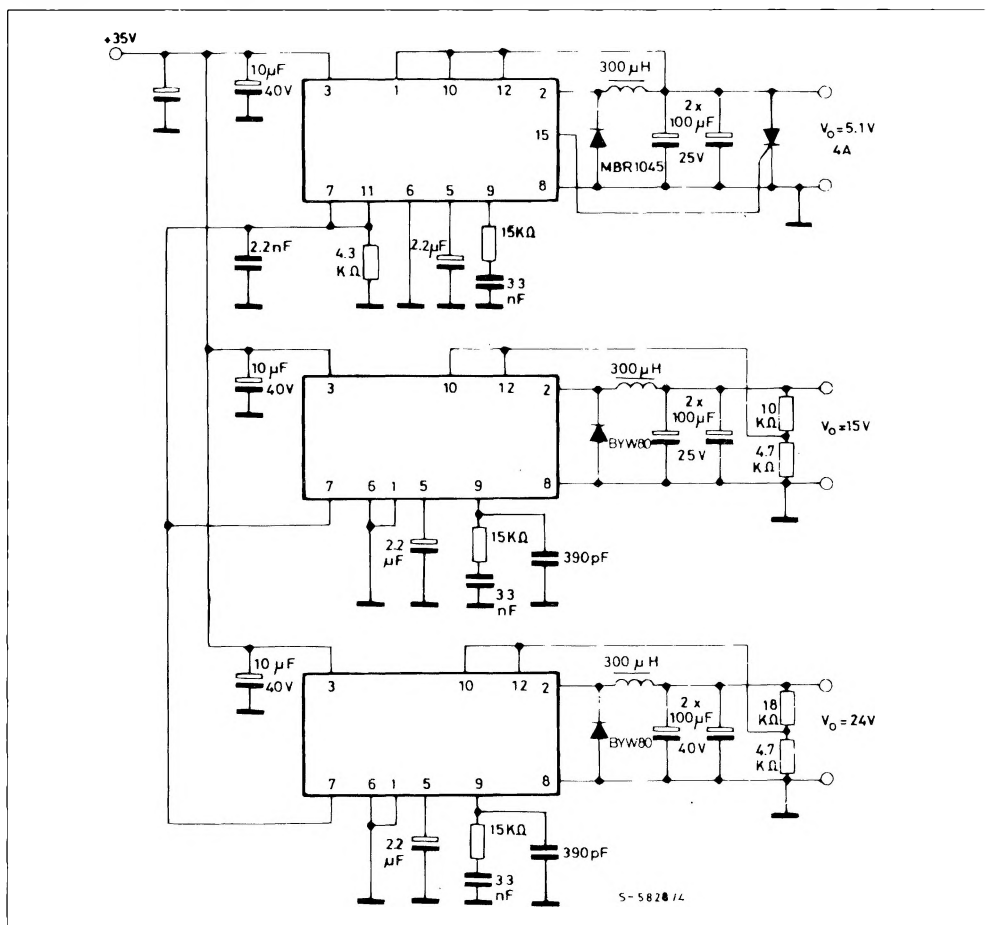 +35V
10µF
40V
3
1
10
12
2
15
8
7
11
6
5
9
300µH
2 x
100µF
25V
MBR1045
Vo=5.1V
4A
2.2nF
4.3
KΩ
2.2µF
15KΩ
33
nF
10µF
40V
3
10
12
2
8
7
6
1
5
9
300µH
2 x
100µF
25V
BYW80
10
KΩ
4.7
KΩ
Vo=15V
2.2
µF
15KΩ
33
nF
390pF
10µF
40V
3
10
12
2
8
7
6
1
5
9
300µH
2 x
100µF
40V
BYW80
18
KΩ
4.7
KΩ
Vo=24V
2.2
µF
15KΩ
33
nF
390pF
S-5828/4